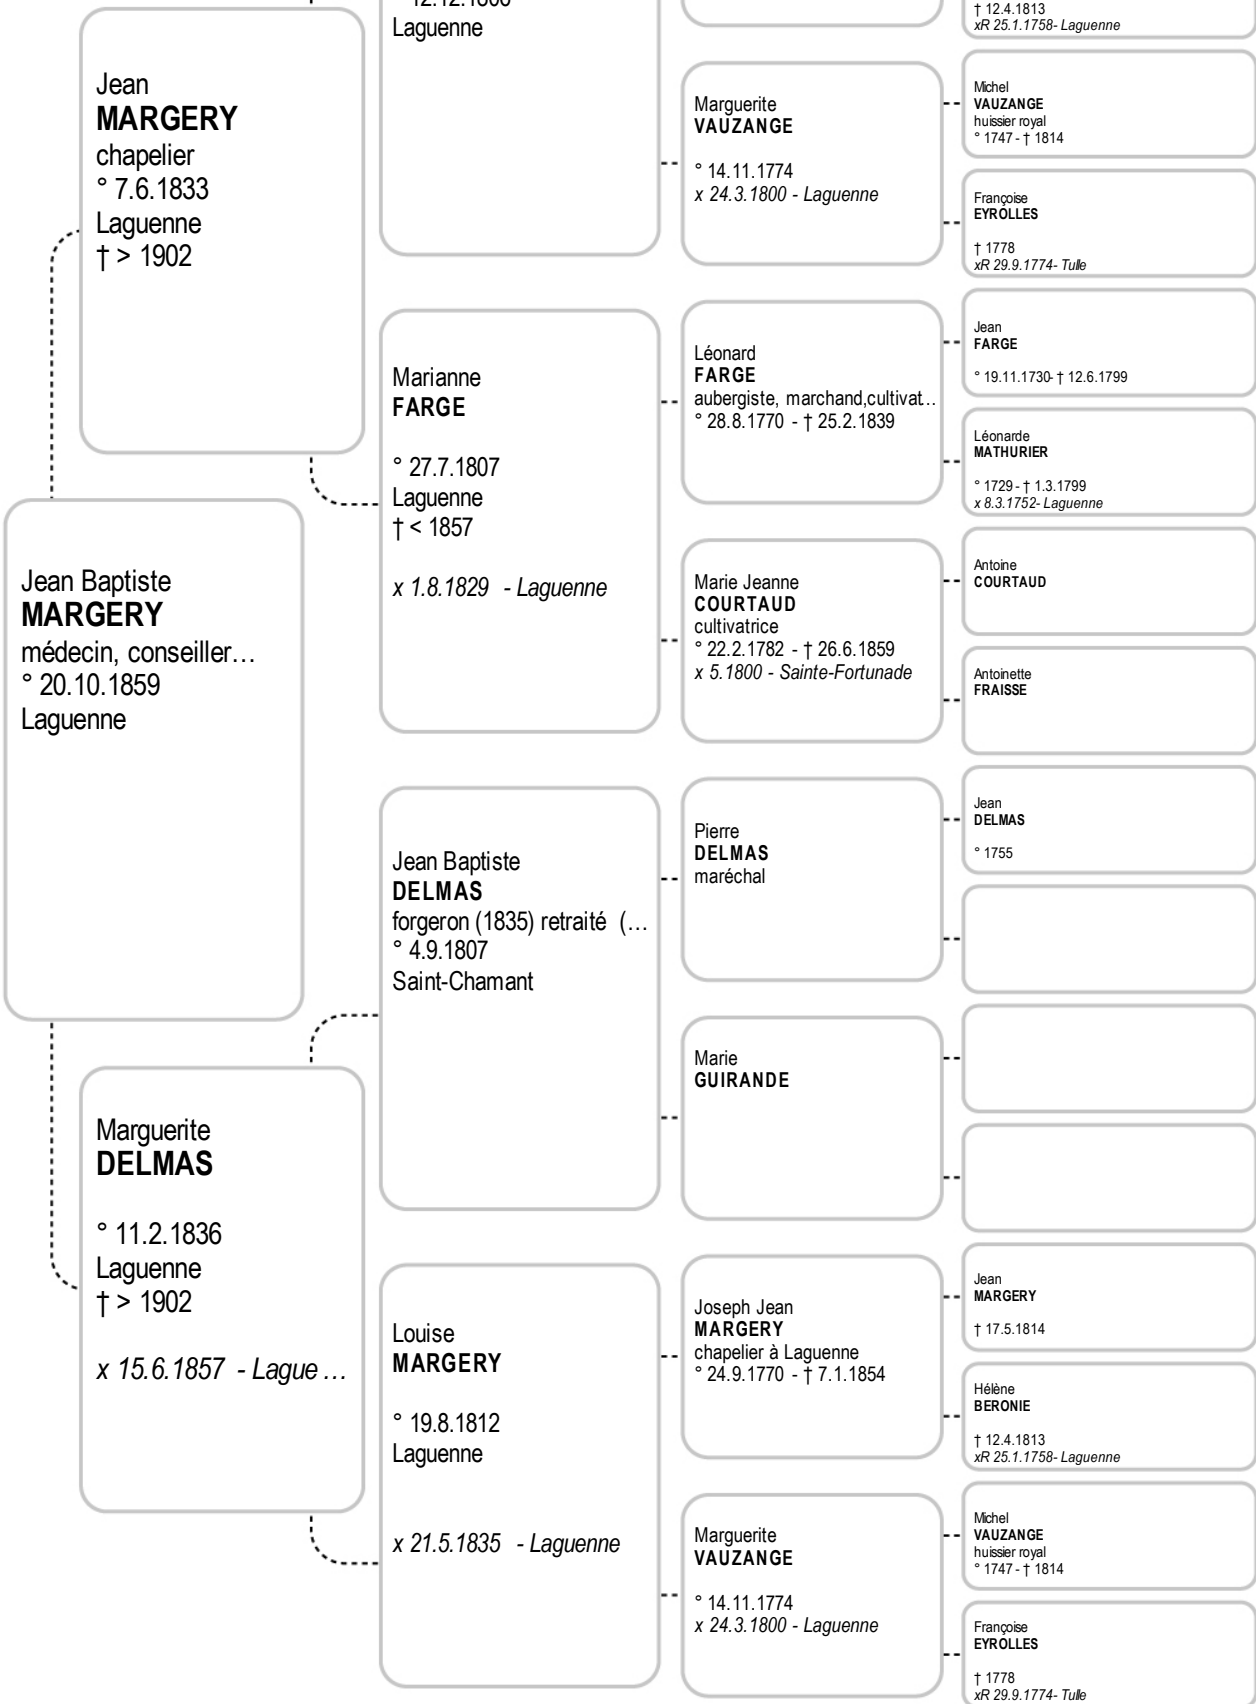 Laguenne
† 12.4.1813
xR 25.1.1758- Laguenne
Jean
MARGERY
chapelier
° 7.6.1833
Laguenne
† > 1902
Marguerite
VAUZANGE
° 14.11.1774
x 24.3.1800 - Laguenne
Michel
VAUZANGE
huissier royal
° 1747 - † 1814
Françoise
EYROLLES
† 1778
xR 29.9.1774- Tulle
Marianne
FARGE
° 27.7.1807
Laguenne
† < 1857
x 1.8.1829 - Laguenne
Léonard
FARGE
aubergiste, marchand,cultivat…
° 28.8.1770 - † 25.2.1839
Jean
FARGE
° 19.11.1730- † 12.6.1799
Léonarde
MATHURIER
° 1729 - † 1.3.1799
x 8.3.1752- Laguenne
Marie Jeanne
COURTAUD
cultivatrice
° 22.2.1782 - † 26.6.1859
x 5.1800 - Sainte-Fortunade
Antoine
COURTAUD
Antoinette
FRAISSE
Jean Baptiste
MARGERY
médecin, conseiller…
° 20.10.1859
Laguenne
Jean Baptiste
DELMAS
forgeron (1835) retraité (…
° 4.9.1807
Saint-Chamant
Pierre
DELMAS
maréchal
Jean
DELMAS
° 1755
Marie
GUIRANDE
Marguerite
DELMAS
° 11.2.1836
Laguenne
† > 1902
x 15.6.1857 - Lague…
Louise
MARGERY
° 19.8.1812
Laguenne
x 21.5.1835 - Laguenne
Joseph Jean
MARGERY
chapelier à Laguenne
° 24.9.1770 - † 7.1.1854
Jean
MARGERY
† 17.5.1814
Hélène
BERONIE
† 12.4.1813
xR 25.1.1758- Laguenne
Marguerite
VAUZANGE
° 14.11.1774
x 24.3.1800 - Laguenne
Michel
VAUZANGE
huissier royal
° 1747 - † 1814
Françoise
EYROLLES
† 1778
xR 29.9.1774- Tulle